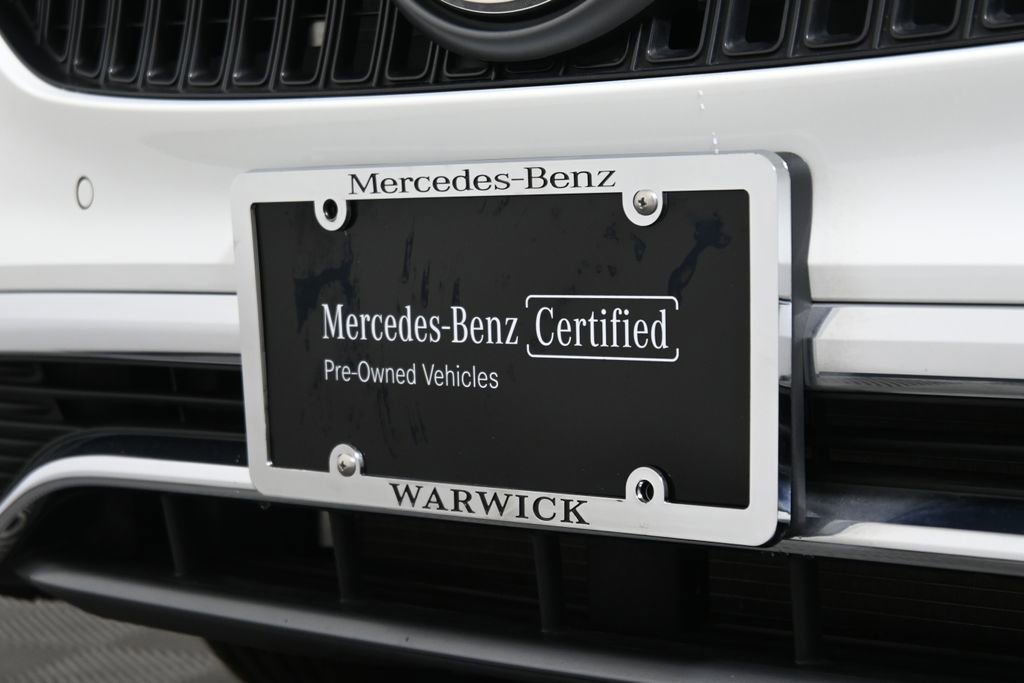 Mercedes-Benz
Mercedes-Benz Certified
Pre-Owned Vehicles
WARWICK